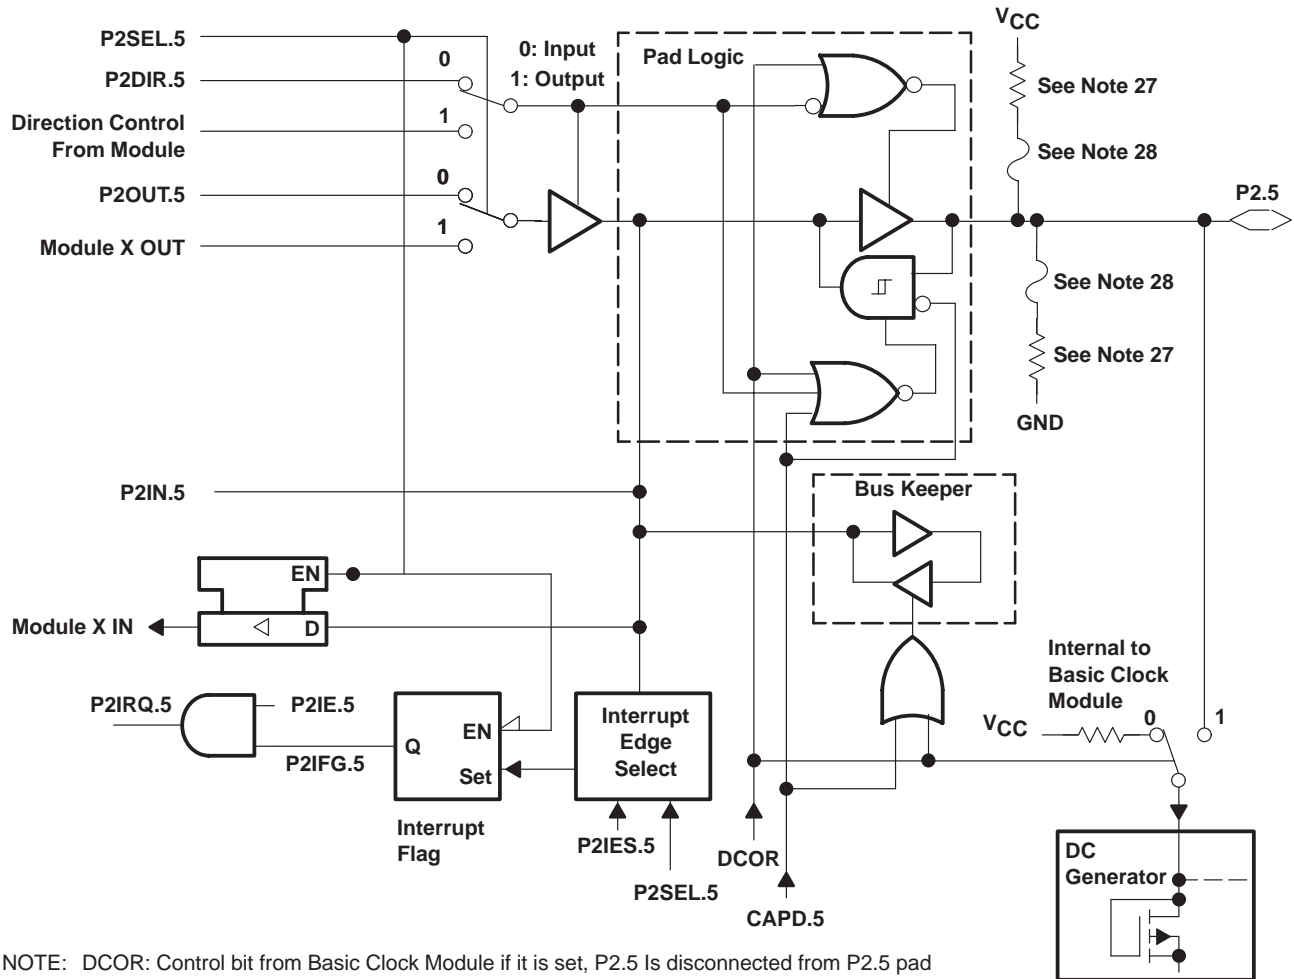 P2SEL.5
P2DIR.5
Direction Control
From Module
P2OUT.5
Module X OUT
0
1
0
1
0: Input
1: Output
Pad Logic
VCC
See Note 27
See Note 28
P2.5
See Note 28
See Note 27
GND
P2IN.5
Bus Keeper
EN
D
Module X IN
P2IRQ.5
P2IE.5
P2IFG.5
EN
Q
Set
Interrupt
Flag
Interrupt
Edge
Select
P2IES.5
P2SEL.5
DCOR
CAPD.5
Internal to
Basic Clock
Module
VCC
0
1
DC
Generator
NOTE: DCOR: Control bit from Basic Clock Module if it is set, P2.5 Is disconnected from P2.5 pad